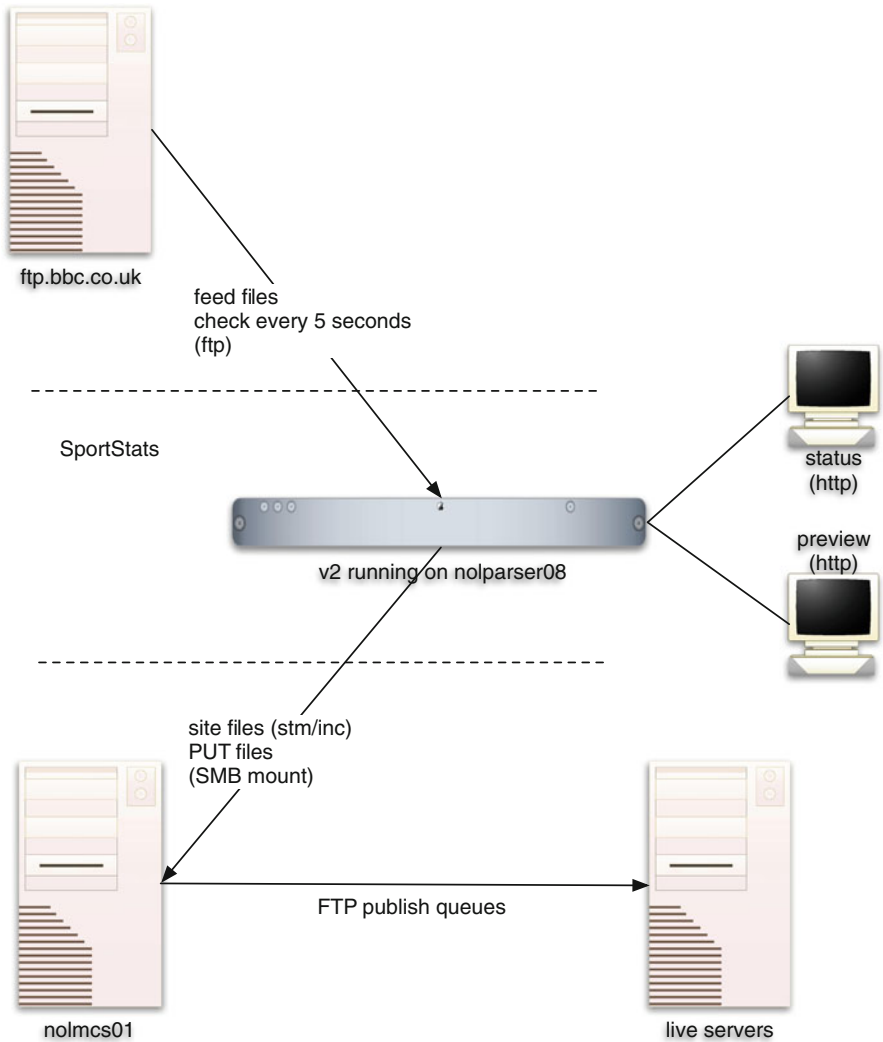 ftp.bbc.co.uk
feed files
check every 5 seconds
(ftp)
SportStats
status
(http)
v2 running on nolparser08
preview
(http)
site files (stm/inc)
PUT files
(SMB mount)
FTP publish queues
nolmcs01
live servers